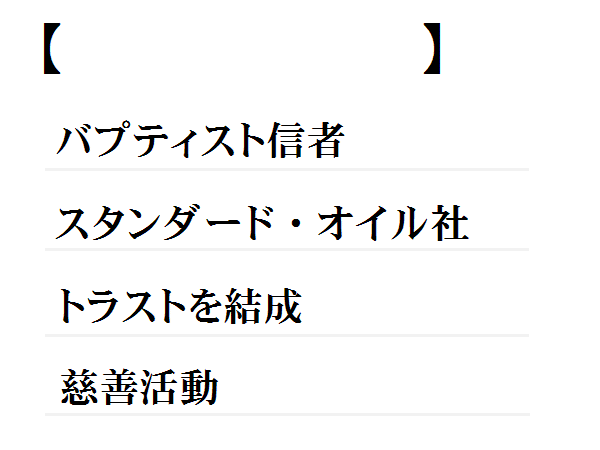 【　　　　　　　　　】
バプティスト信者
スタンダード・オイル社
トラストを結成
慈善活動